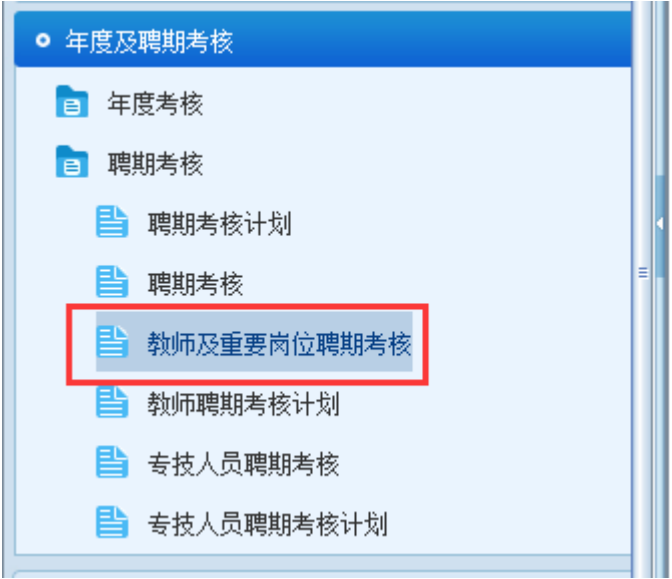 年度及聘期考核
年度考核
聘期考核
聘期考核计划
聘期考核
教师及重要岗位聘期考核
教师聘期考核计划
专技人员聘期考核
专技人员聘期考核计划